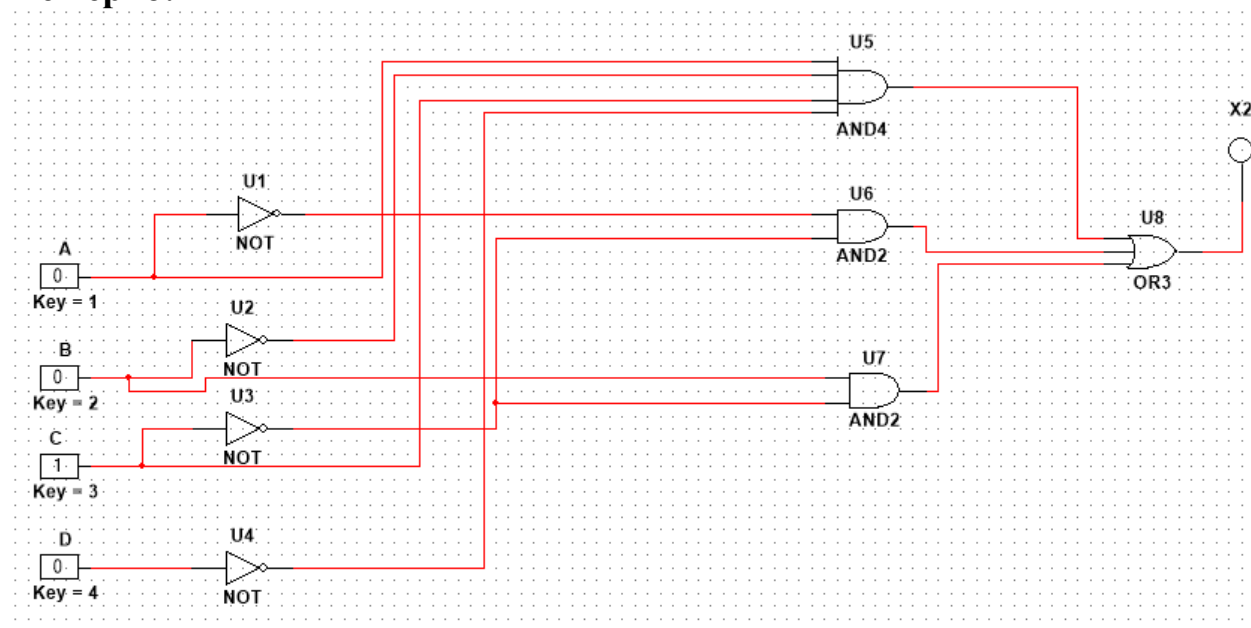 U5
AND4
X2
U1
NOT
U6
AND2
U8
OR3
A
0
Key = 1
U2
NOT
B
0
Key = 2
U7
AND2
U3
NOT
C
1
Key = 3
U4
NOT
D
0
Key = 4